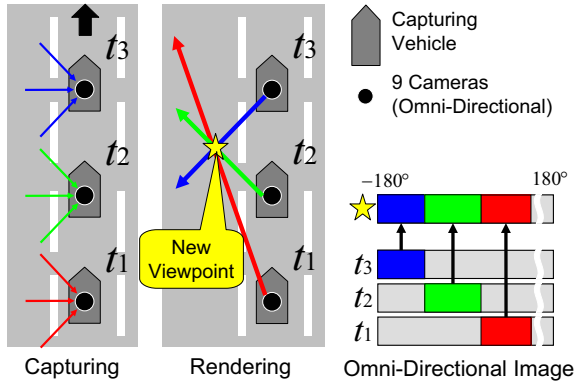 t3
t2
t1
Capturing
t3
t2
t1
New
Viewpoint
Rendering
Capturing
Vehicle
9 Cameras
(Omni-Directional)
−180° 180°
t3
t2
t1
Omni-Directional Image